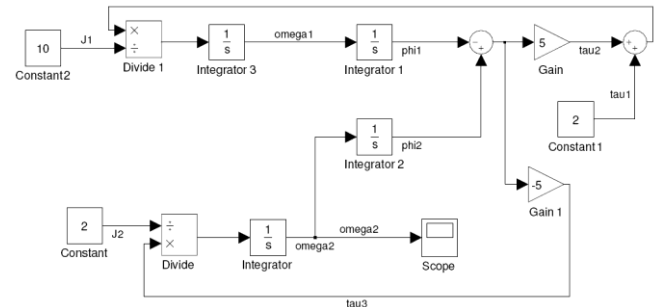 J1
×
÷
10
Constant2
Divide 1
1
s
Integrator 3
omega1
1
s
Integrator 1
phi1
-
+
5
Gain
tau2
+
+
tau1
2
Constant 1
1
s
Integrator 2
phi2
-5
Gain 1
2
Constant
J2
÷
×
Divide
1
s
Integrator
omega2
omega2
Scope
tau3